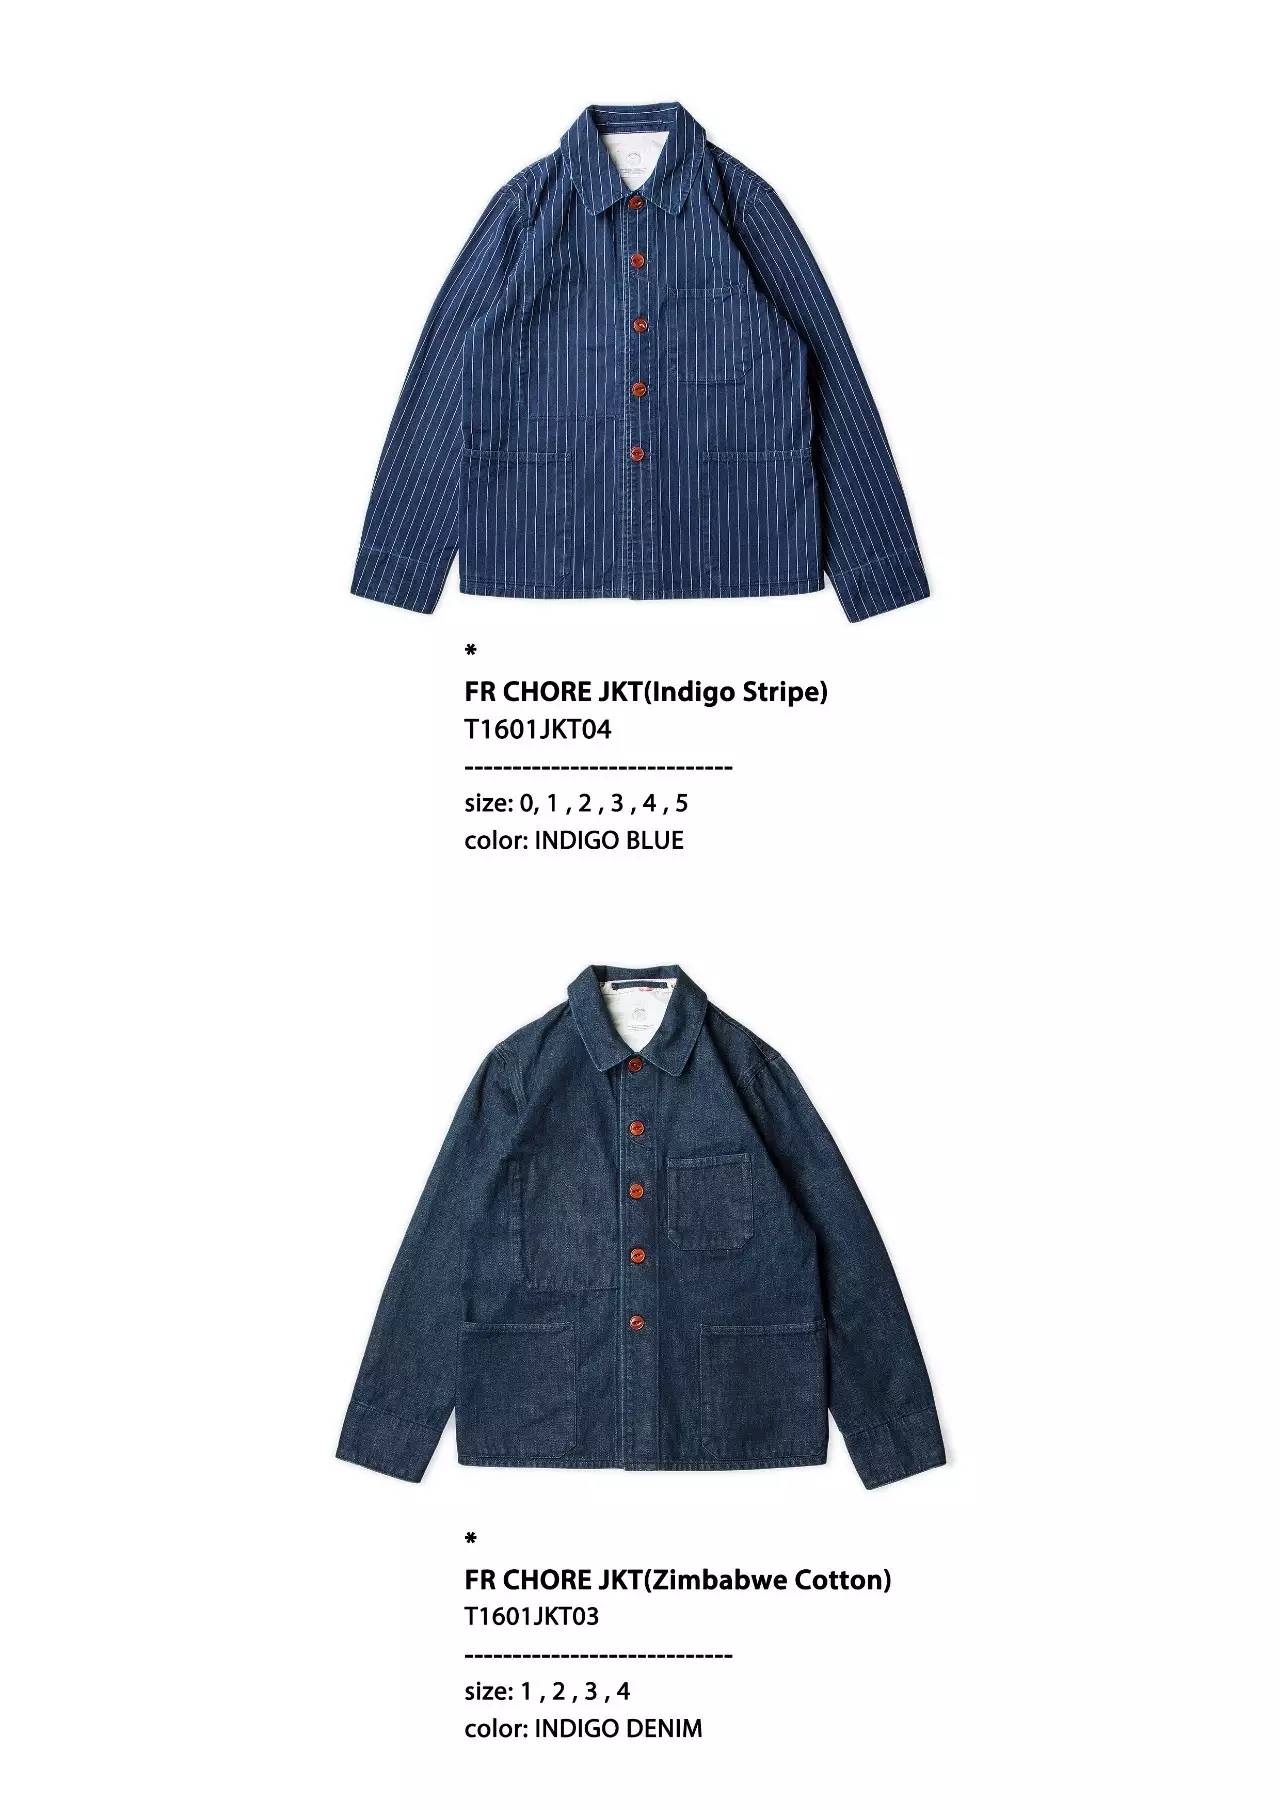 *
FR CHORE JKT(Indigo Stripe)
T1601JKT04
----------------------------
size: 0, 1 , 2 , 3 , 4 , 5
color: INDIGO BLUE
*
FR CHORE JKT(Zimbabwe Cotton)
T1601JKT03
----------------------------
size: 1 , 2 , 3 , 4
color: INDIGO DENIM